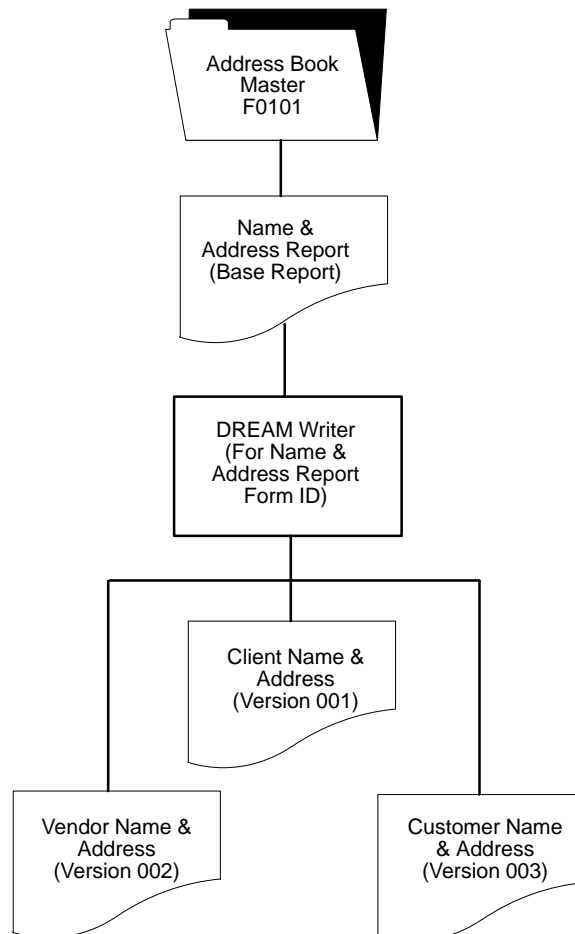 Address Book
Master
F0101
Name &
Address Report
(Base Report)
DREAM Writer
(For Name &
Address Report
Form ID)
Client Name &
Address
(Version 001)
Vendor Name &
Address
(Version 002)
Customer Name
& Address
(Version 003)